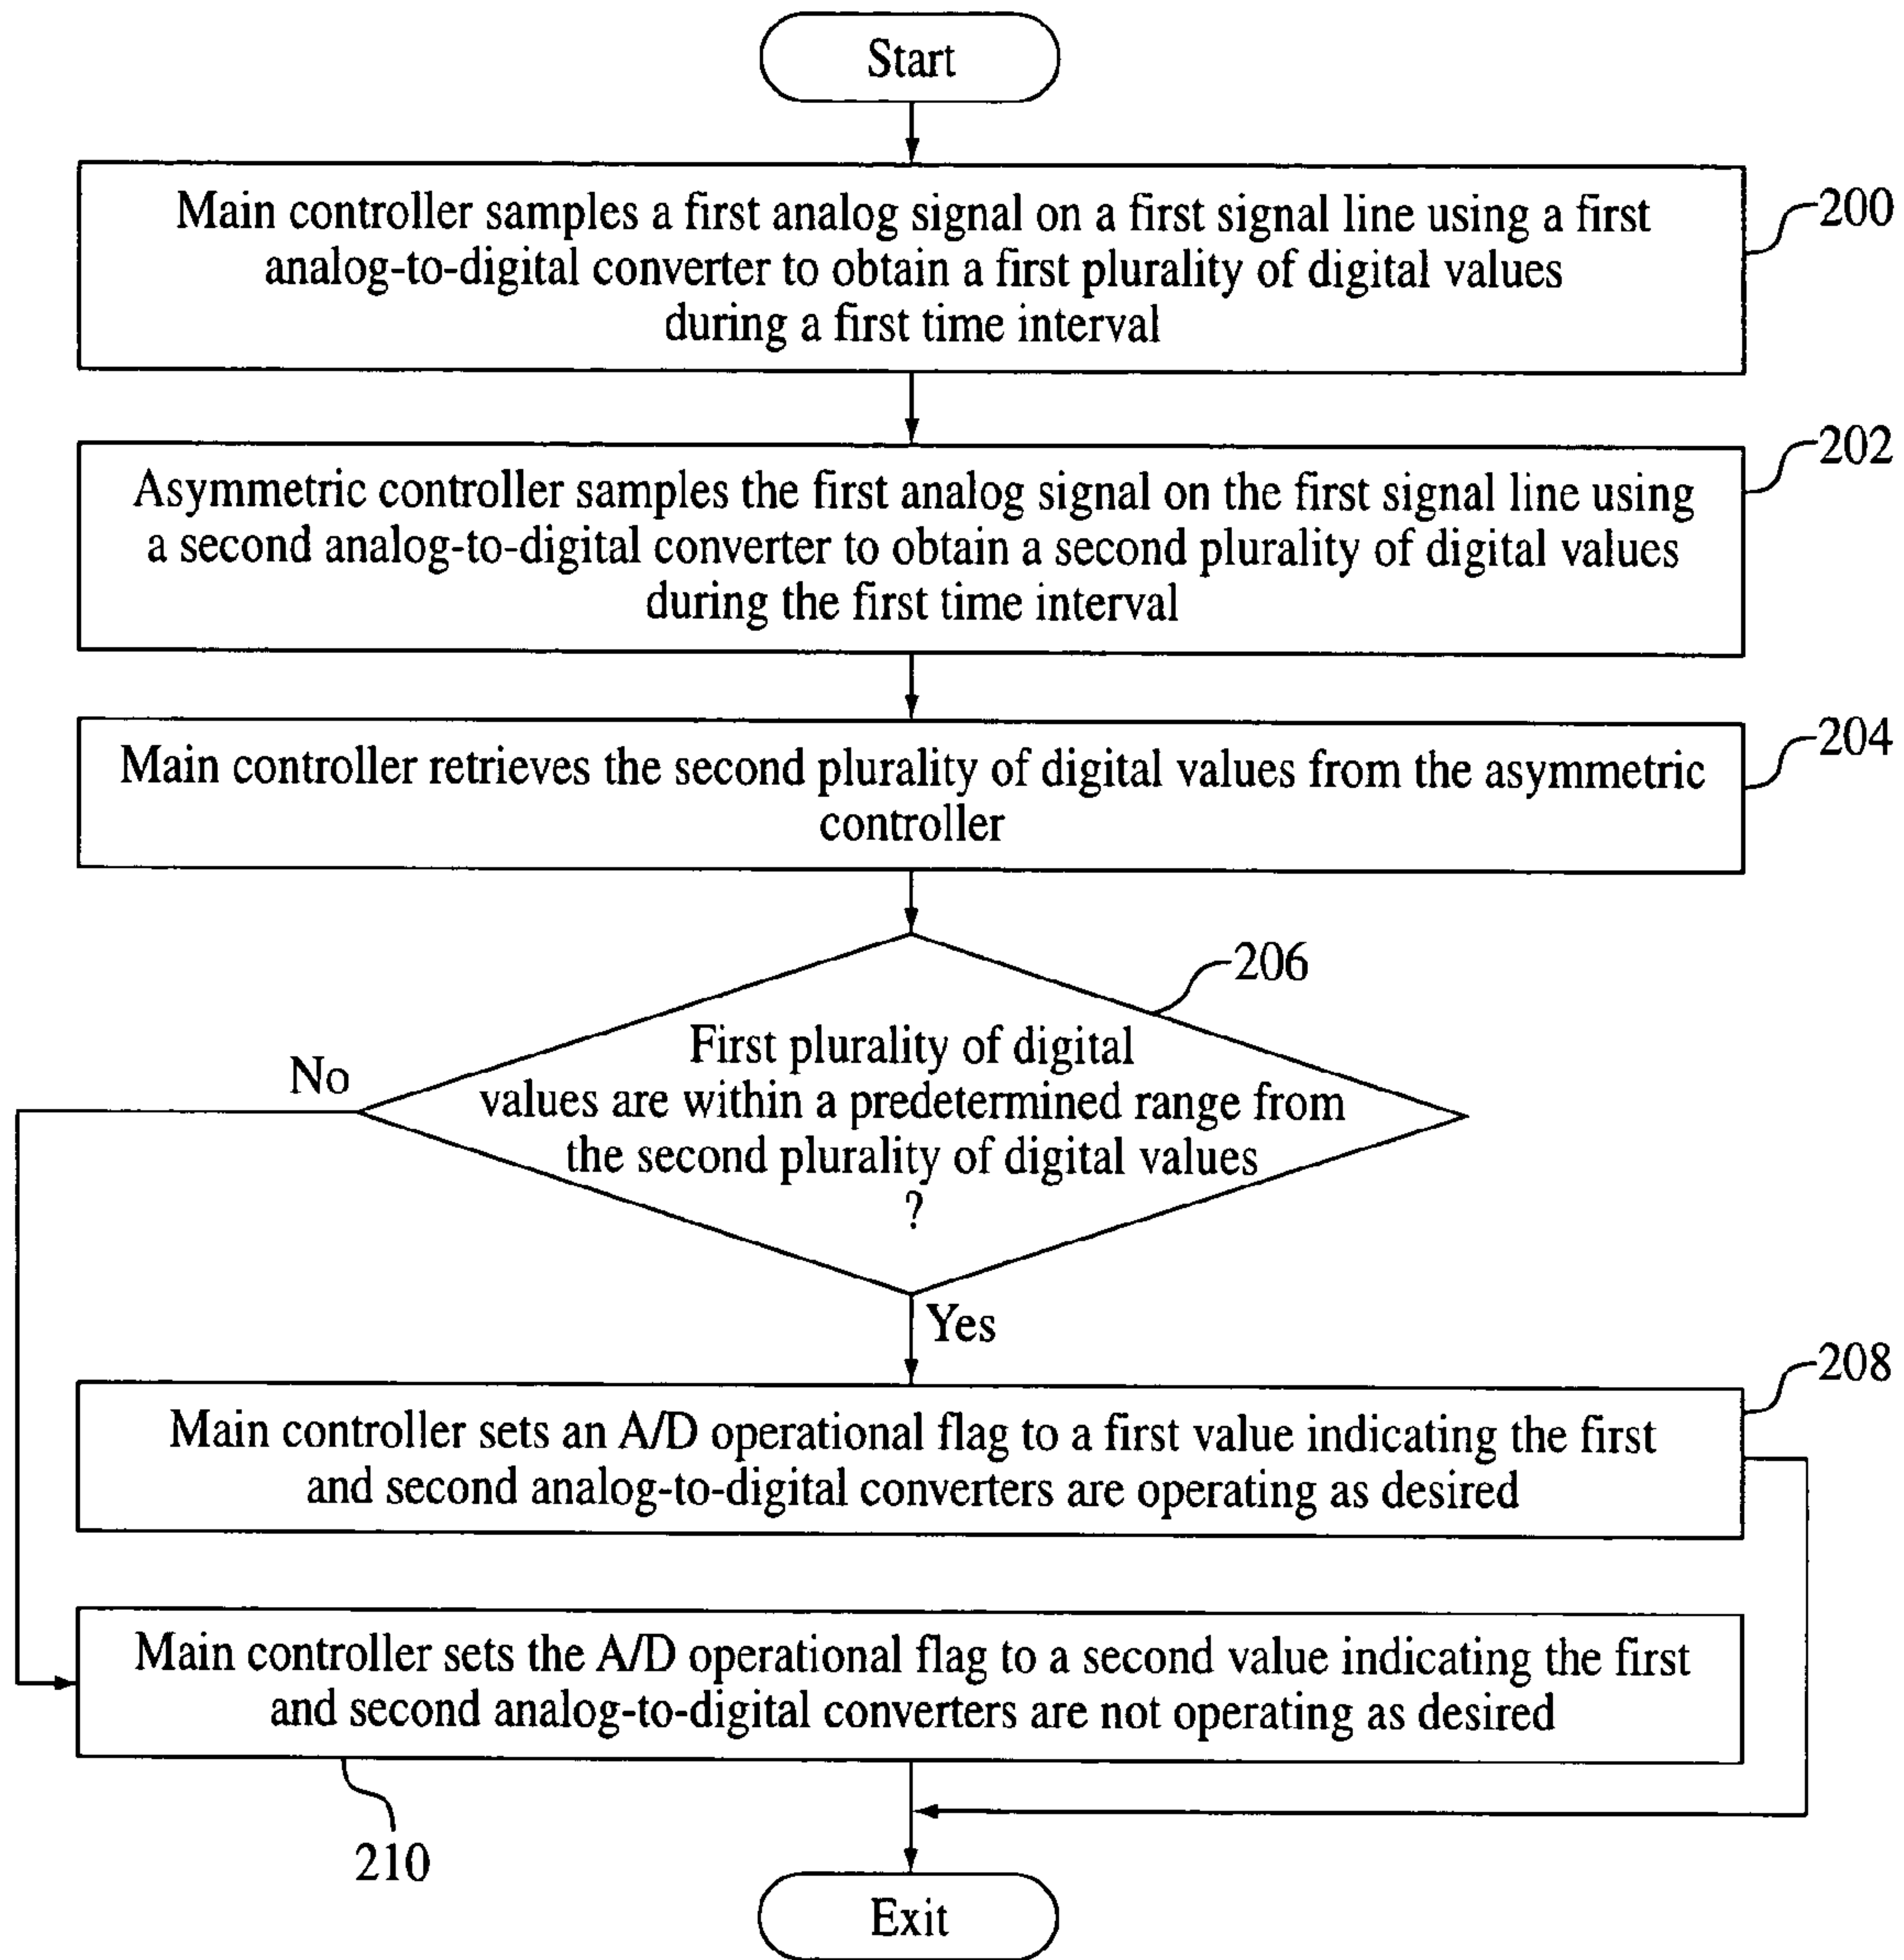 Start
Main controller samples a first analog signal on a first signal line using a first
analog-to-digital converter to obtain a first plurality of digital values
during a first time interval
200
Asymmetric controller samples the first analog signal on the first signal line using
a second analog-to-digital converter to obtain a second plurality of digital values
during the first time interval
202
Main controller retrieves the second plurality of digital values from the asymmetric
controller
204
206
First plurality of digital
values are within a predetermined range from
the second plurality of digital values
?
No
Yes
208
Main controller sets an A/D operational flag to a first value indicating the first
and second analog-to-digital converters are operating as desired
Main controller sets the A/D operational flag to a second value indicating the first
and second analog-to-digital converters are not operating as desired
210
Exit